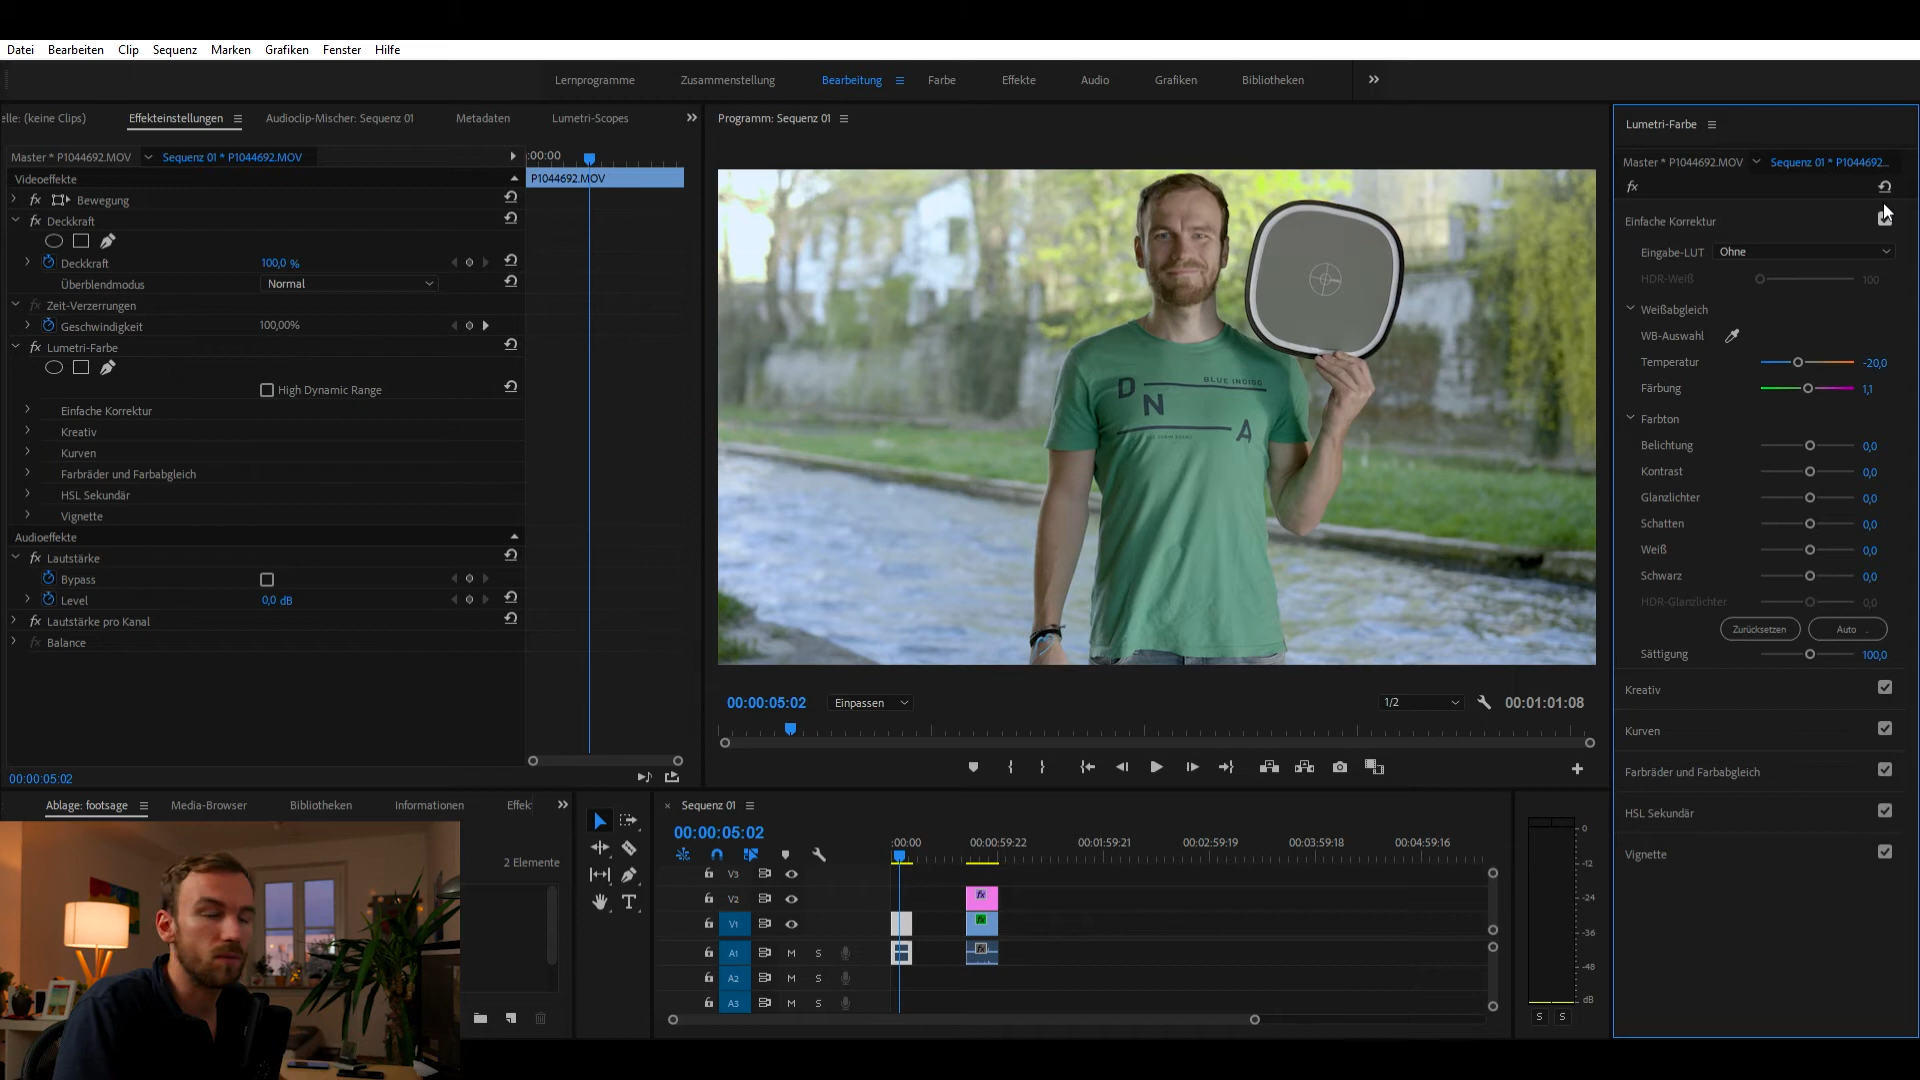 Datei Bearbeiten Clip Sequenz Marken Grafiken Fenster Hilfe
Lernprogramme Zusammenstellung Bearbeitung Farbe Effekte Audio Grafiken Bibliotheken
elle: (keine Clips) Effekteinstellungen Audioclip-Mischer: Sequenz 01 Metadaten Lumetri-Scopes
Master * P1044692.MOV Sequenz 01 * P1044692.MOV :00:00
Videoeffekte P1044692.MOV
fx Bewegung
fx Deckkraft
Deckkraft 100,0 %
Überblendmodus Normal
fx Zeit-Verzerrungen
Geschwindigkeit 100,00%
fx Lumetri-Farbe
High Dynamic Range
Einfache Korrektur
Kreativ
Kurven
Farbräder und Farbabgleich
HSL Sekundär
Vignette
Audioeffekte
fx Lautstärke
Bypass
Level 0,0 dB
fx Lautstärke pro Kanal
fx Balance
00:00:05:02
Programm: Sequenz 01
BLUE INDIGO
D
N
A
00:00:05:02 Einpassen 1/2 00:01:01:08
Lumetri-Farbe
Master * P1044692.MOV Sequenz 01 * P1044692...
fx
Einfache Korrektur
Eingabe-LUT Ohne
HDR-Weiß 100
Weißabgleich
WB-Auswahl
Temperatur -20,0
Färbung 1,1
Farbton
Belichtung 0,0
Kontrast 0,0
Glanzlichter 0,0
Schatten 0,0
Weiß 0,0
Schwarz 0,0
HDR-Glanzlichter 0,0
Zurücksetzen Auto
Sättigung 100,0
Kreativ
Kurven
Farbräder und Farbabgleich
HSL Sekundär
Vignette
Ablage: footsage Media-Browser Bibliotheken Informationen Effek
2 Elemente
T
Sequenz 01
00:00:05:02
:00:00 00:00:59:22 00:01:59:21 00:02:59:19 00:03:59:18 00:04:59:16
V3
V2 fx
V1 fx
A1 M S fx
A2 M S
A3 M S
0
-12
-24
-36
-48
dB
S S